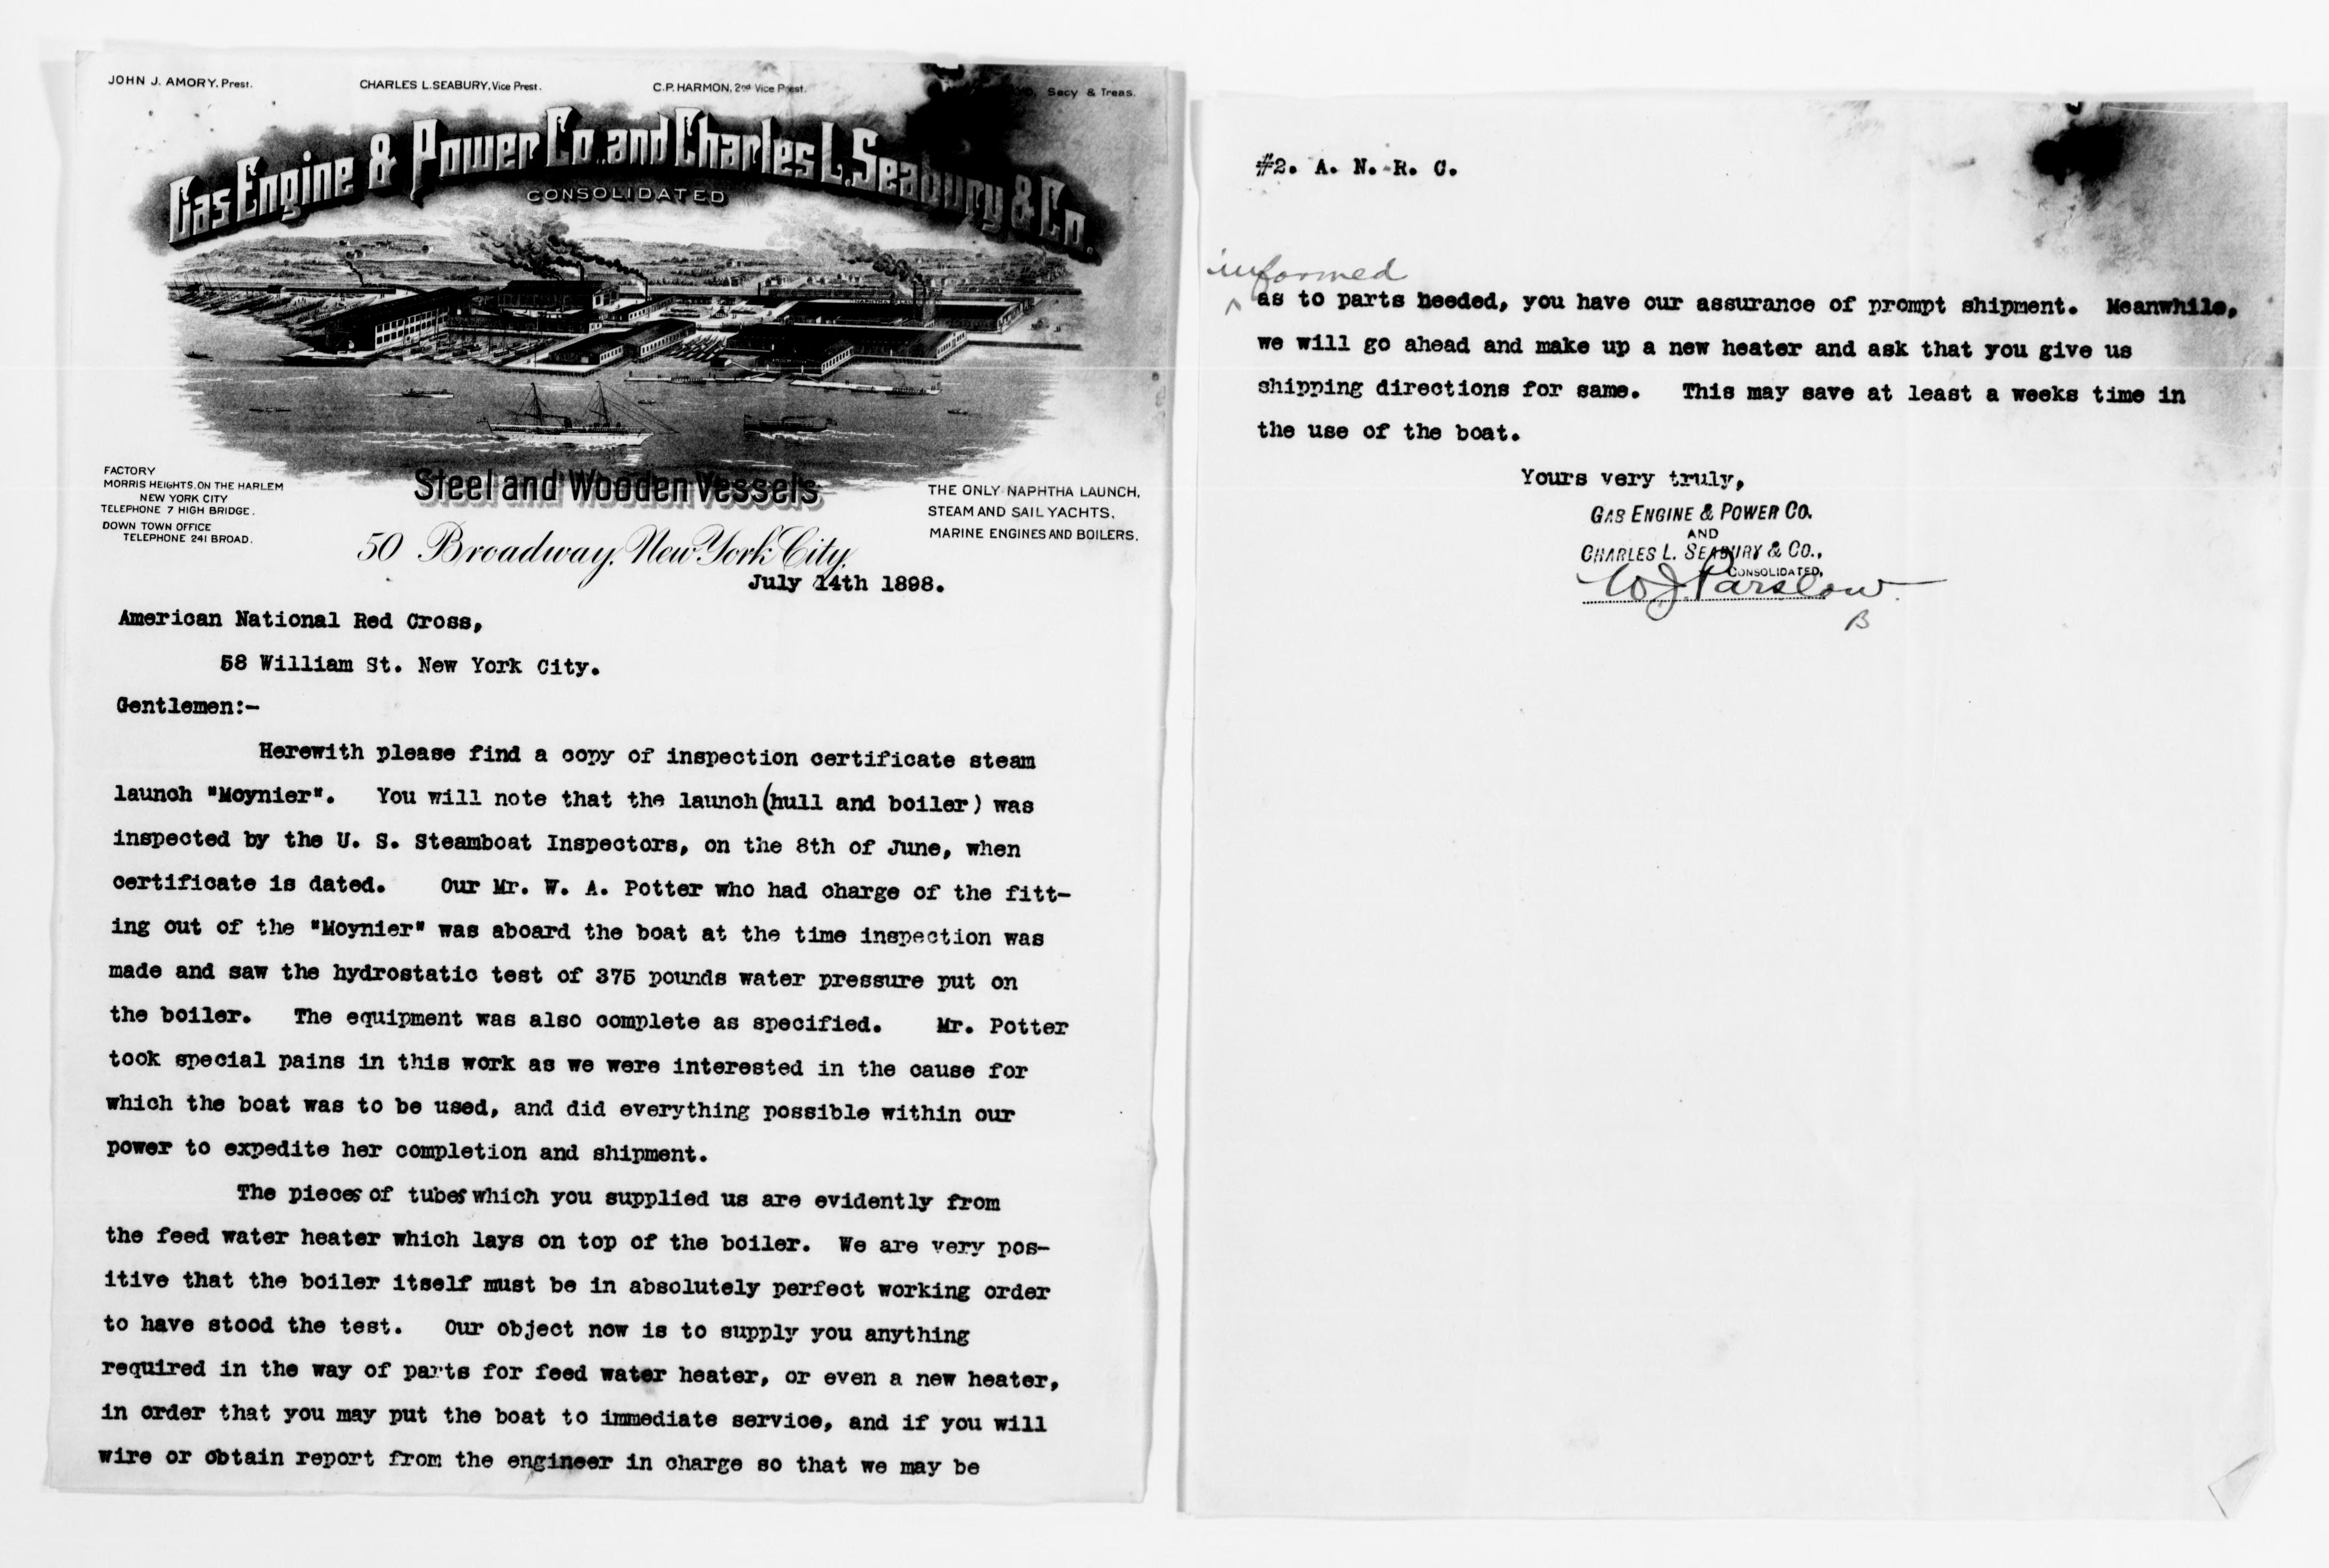 JOHN J. AMORY, Prest.
CHARLES L. SEABURY, Vice Prest.
C.P. HARMON, 2nd Vice Prest.
Secy & Treas.
Gas Engine & Power Co. and Charles L. Seabury & Co.
CONSOLIDATED
FACTORY
MORRIS HEIGHTS, ON THE HARLEM
NEW YORK CITY
TELEPHONE 7 HIGH BRIDGE.
DOWN TOWN OFFICE
TELEPHONE 241 BROAD.
Steel and Wooden Vessels
THE ONLY NAPHTHA LAUNCH,
STEAM AND SAIL YACHTS,
MARINE ENGINES AND BOILERS.
50 Broadway, New York City,
July 14th 1898.
American National Red Cross,
58 William St. New York City.
Gentlemen:-
Herewith please find a copy of inspection certificate steam
launch "Moynier". You will note that the launch (hull and boiler) was
inspected by the U. S. Steamboat Inspectors, on the 8th of June, when
certificate is dated. Our Mr. W. A. Potter who had charge of the fitt-
ing out of the "Moynier" was aboard the boat at the time inspection was
made and saw the hydrostatic test of 375 pounds water pressure put on
the boiler. The equipment was also complete as specified. Mr. Potter
took special pains in this work as we were interested in the cause for
which the boat was to be used, and did everything possible within our
power to expedite her completion and shipment.
The pieces of tubes which you supplied us are evidently from
the feed water heater which lays on top of the boiler. We are very pos-
itive that the boiler itself must be in absolutely perfect working order
to have stood the test. Our object now is to supply you anything
required in the way of parts for feed water heater, or even a new heater,
in order that you may put the boat to immediate service, and if you will
wire or obtain report from the engineer in charge so that we may be
#2. A. N. R. C.
informed
^ as to parts needed, you have our assurance of prompt shipment. Meanwhile,
we will go ahead and make up a new heater and ask that you give us
shipping directions for same. This may save at least a weeks time in
the use of the boat.
Yours very truly,
GAS ENGINE & POWER CO.
AND
CHARLES L. SEABURY & CO.,
CONSOLIDATED,
W J Parslow
B